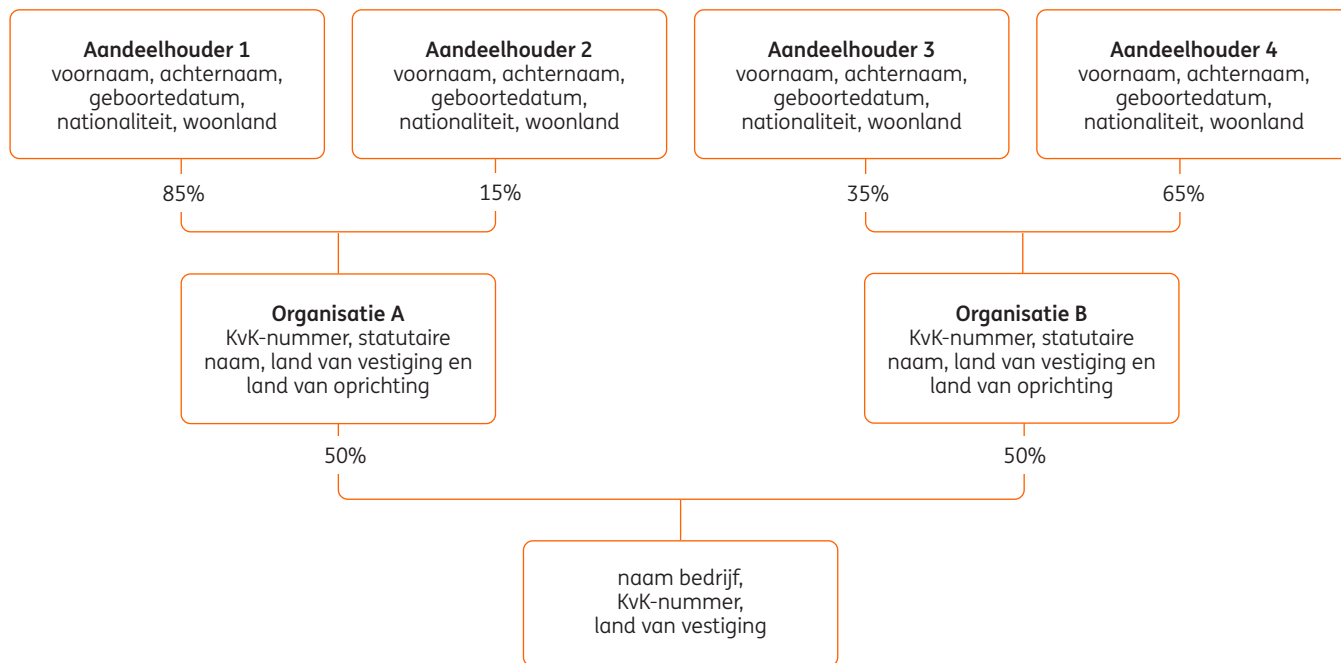 Aandeelhouder 1
voornaam, achternaam,
geboortedatum,
nationaliteit, woonland
Aandeelhouder 2
voornaam, achternaam,
geboortedatum,
nationaliteit, woonland
Aandeelhouder 3
voornaam, achternaam,
geboortedatum,
nationaliteit, woonland
Aandeelhouder 4
voornaam, achternaam,
geboortedatum,
nationaliteit, woonland
85%
15%
35%
65%
Organisatie A
KvK-nummer, statutaire
naam, land van vestiging en
land van oprichting
Organisatie B
KvK-nummer, statutaire
naam, land van vestiging en
land van oprichting
50%
50%
naam bedrijf,
KvK-nummer,
land van vestiging